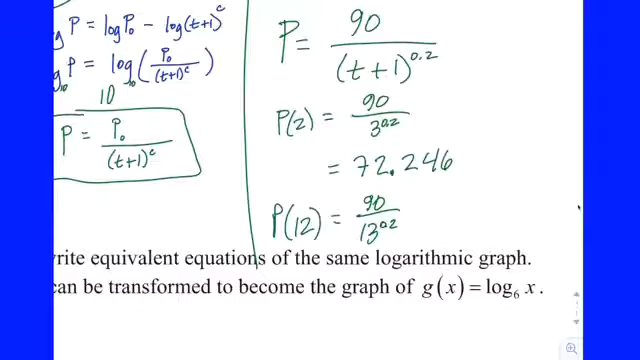 og P = log P₀ − log(t+1)^c
og₁₀ P = log₁₀(P₀/(t+1)^c)
10
P = P₀/(t+1)^c
P = 90/(t+1)^0.2
P(2) = 90/3^0.2
= 72.246
P(12) = 90/13^0.2
write equivalent equations of the same logarithmic graph.
can be transformed to become the graph of g(x) = log₆ x.